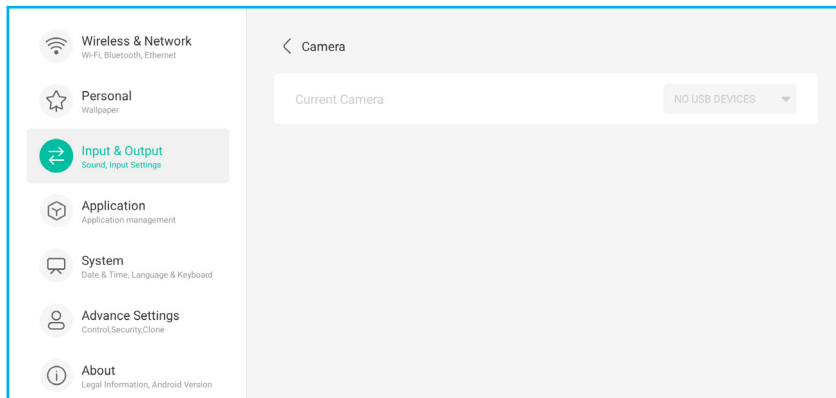 Wireless & Network
Wi-Fi, Bluetooth, Ethernet
Personal
Wallpaper
Input & Output
Sound, Input Settings
Application
Application management
System
Date & Time, Language & Keyboard
Advance Settings
Control,Security,Clone
About
Legal Information, Android Version
Camera
Current Camera
NO USB DEVICES